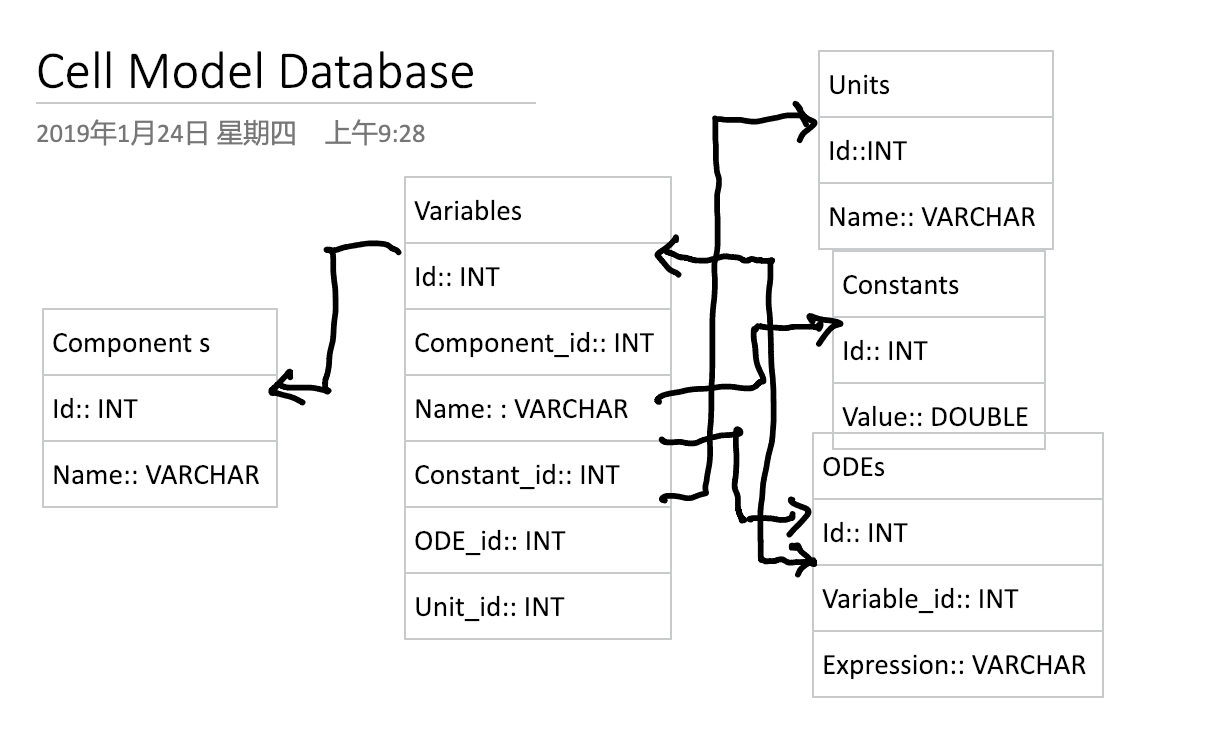 Cell Model Database
2019年1月24日 星期四 上午9:28
Component s
Id:: INT
Name:: VARCHAR
Variables
Id:: INT
Component_id:: INT
Name: : VARCHAR
Constant_id:: INT
ODE_id:: INT
Unit_id:: INT
Units
Id::INT
Name:: VARCHAR
Constants
Id:: INT
Value:: DOUBLE
ODEs
Id:: INT
Variable_id:: INT
Expression:: VARCHAR